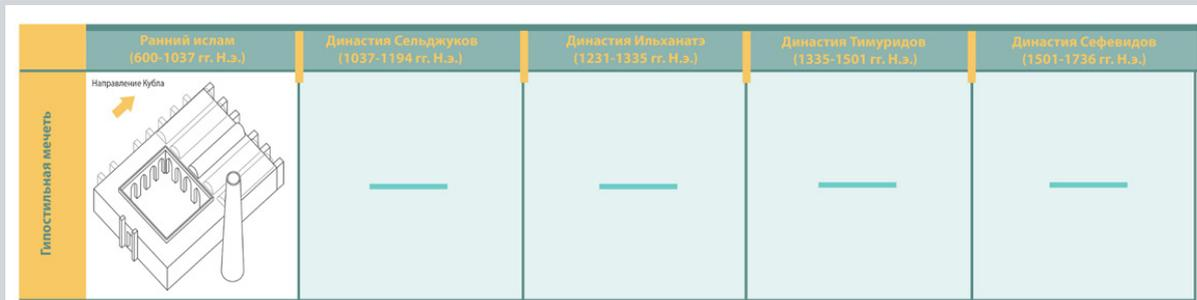 Ранний ислам
(600-1037 гг. Н.э.)
Династия Сельджуков
(1037-1194 гг. Н.э.)
Династия Ильханатэ
(1231-1335 гг. Н.э.)
Династия Тимуридов
(1335-1501 гг. Н.э.)
Династия Сефевидов
(1501-1736 гг. Н.э.)
Гипостильная мечеть
Направление Кубла